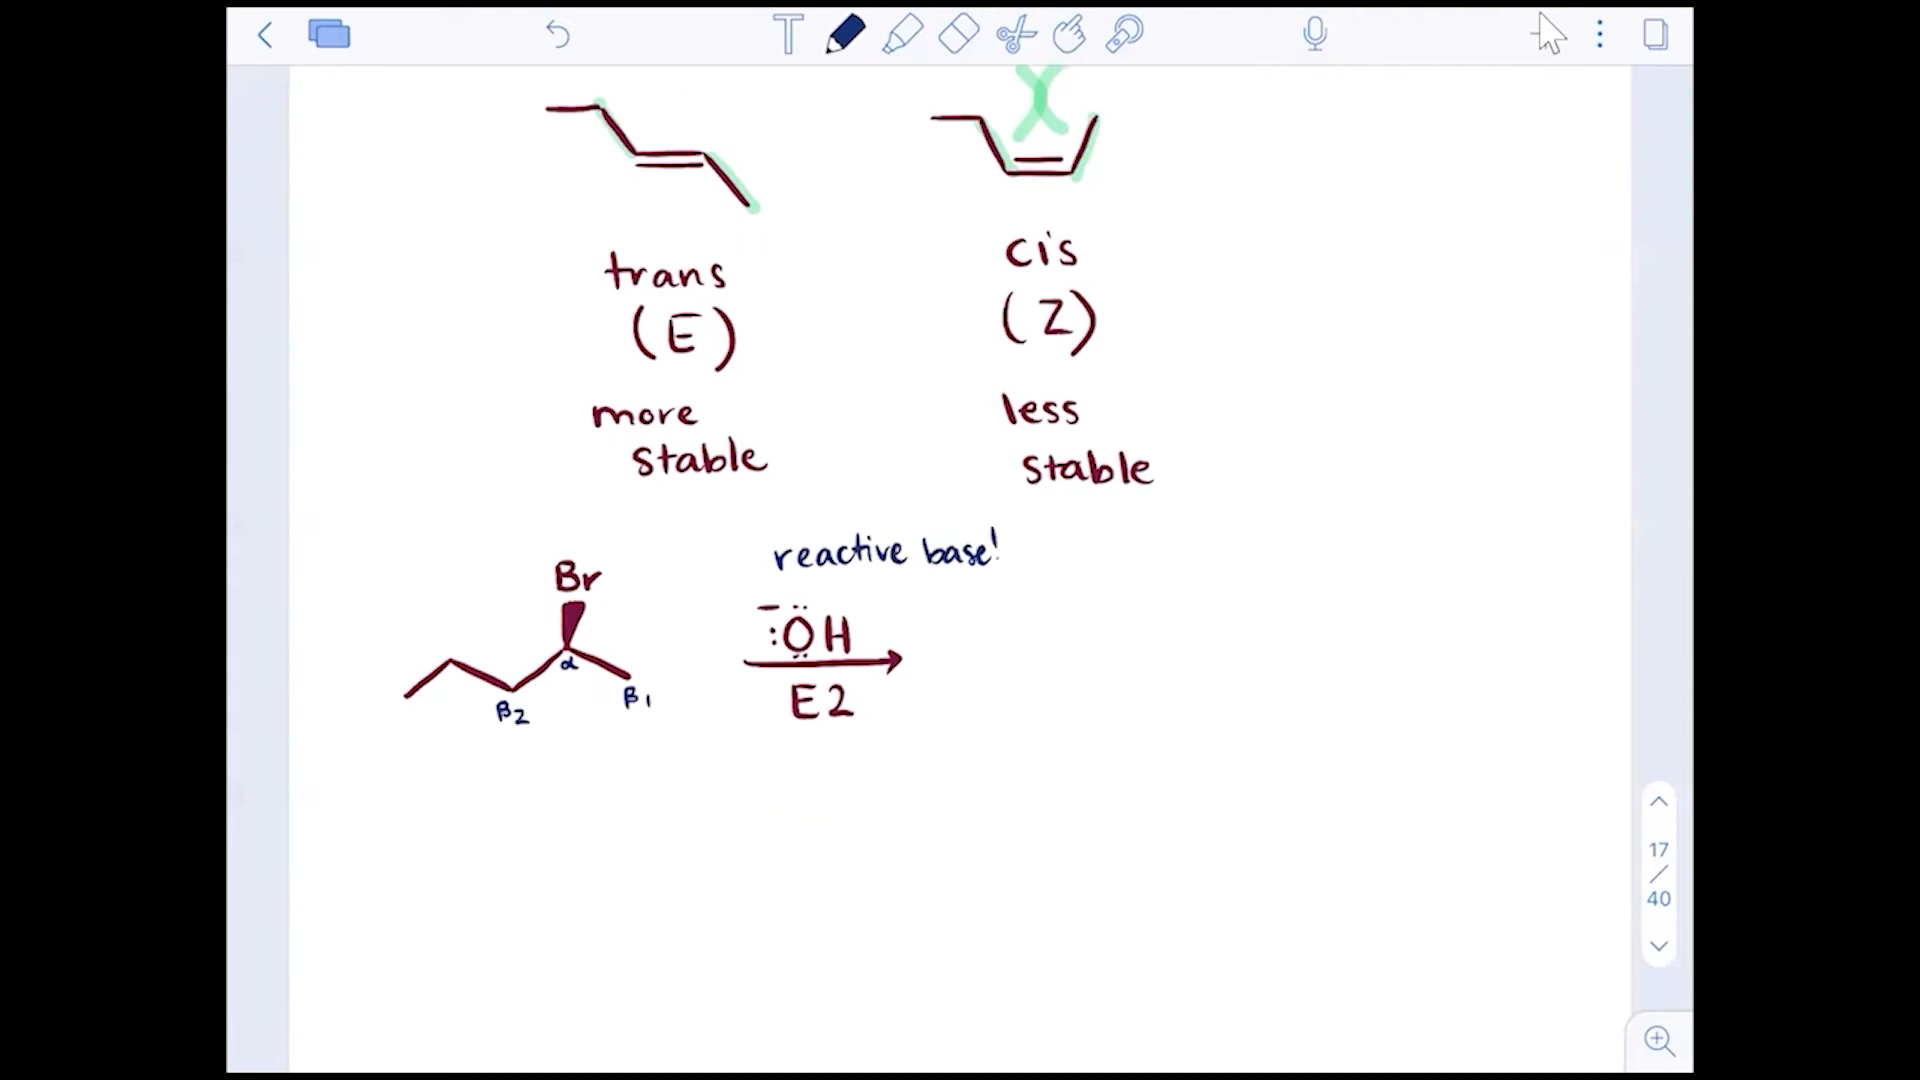 trans
(E)
more
stable
cis
(Z)
less
stable
reactive base!
Br
α
β2
β1
:ÖH
E2
17
/
40